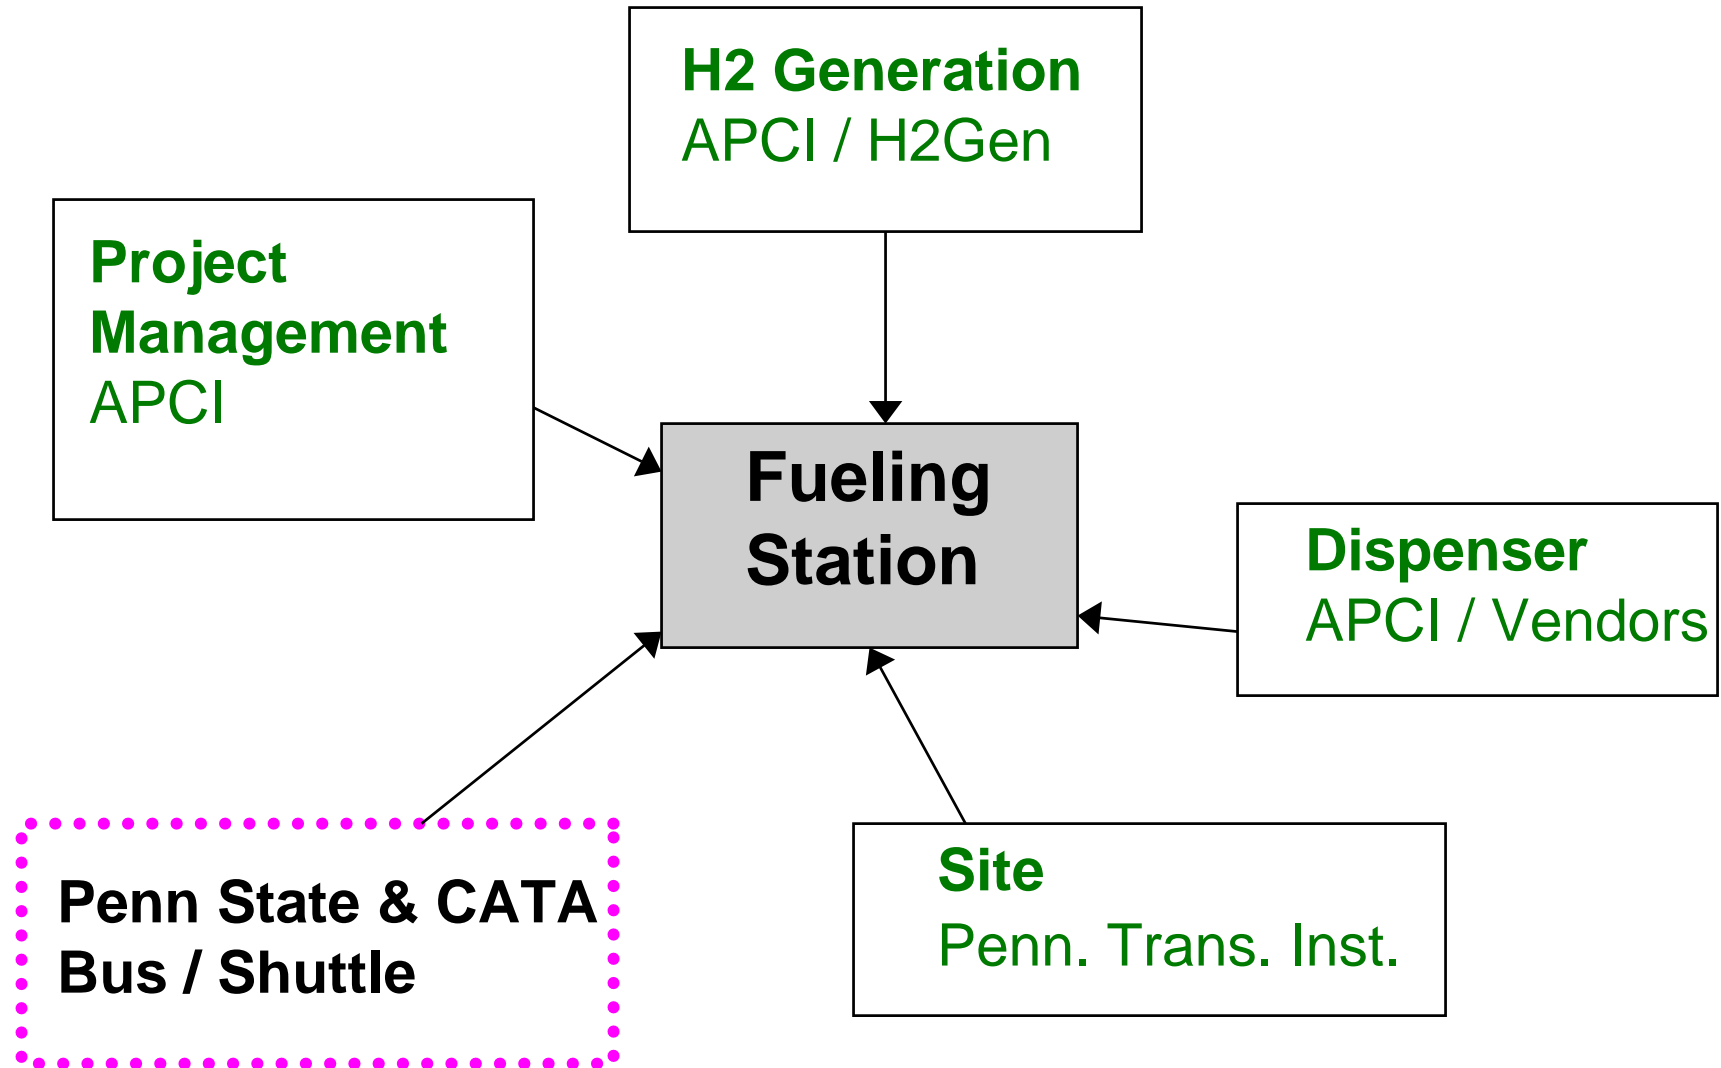 H2 Generation
APCI / H2Gen
Project
Management
APCI
Fueling
Station
Dispenser
APCI / Vendors
Penn State & CATA
Bus / Shuttle
Site
Penn. Trans. Inst.